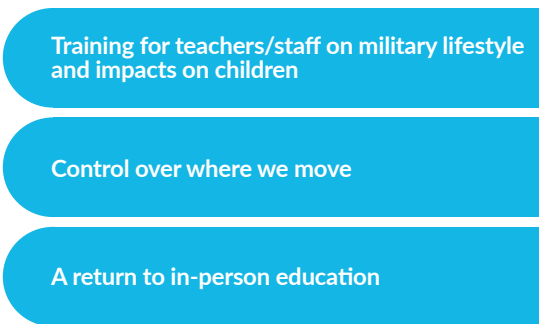 Training for teachers/staff on military lifestyle
and impacts on children
Control over where we move
A return to in-person education